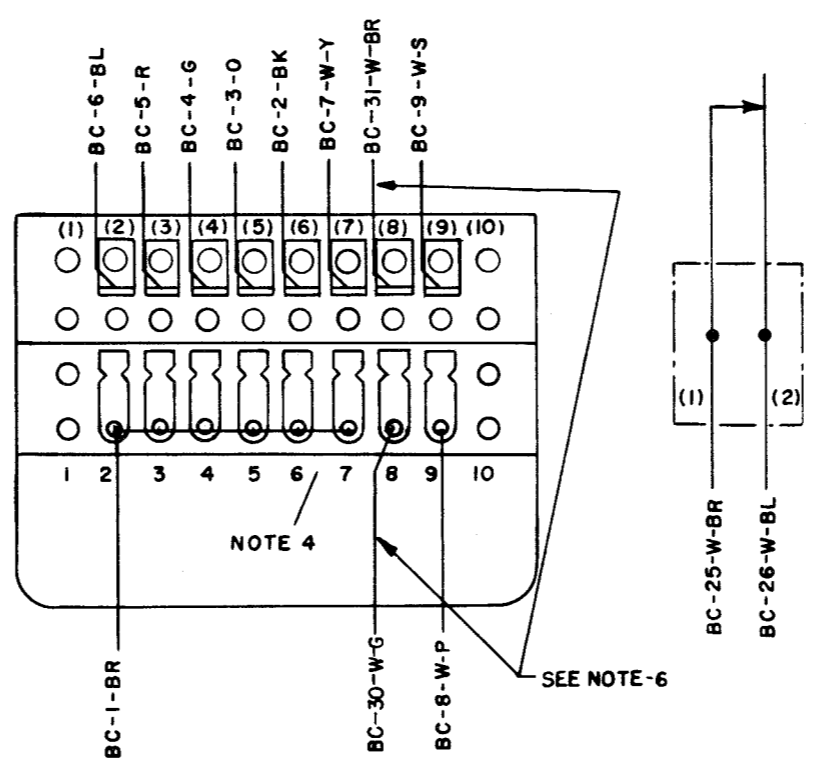 BC-6-BL
BC-5-R
BC-4-G
BC-3-O
BC-2-BK
BC-7-W-Y
BC-31-W-BR
BC-9-W-S
(1) (2) (3) (4) (5) (6) (7) (8) (9) (10)
1 2 3 4 5 6 7 8 9 10
NOTE 4
BC-1-BR
BC-30-W-G
BC-8-W-P
SEE NOTE-6
(1) (2)
BC-25-W-BR
BC-26-W-BL